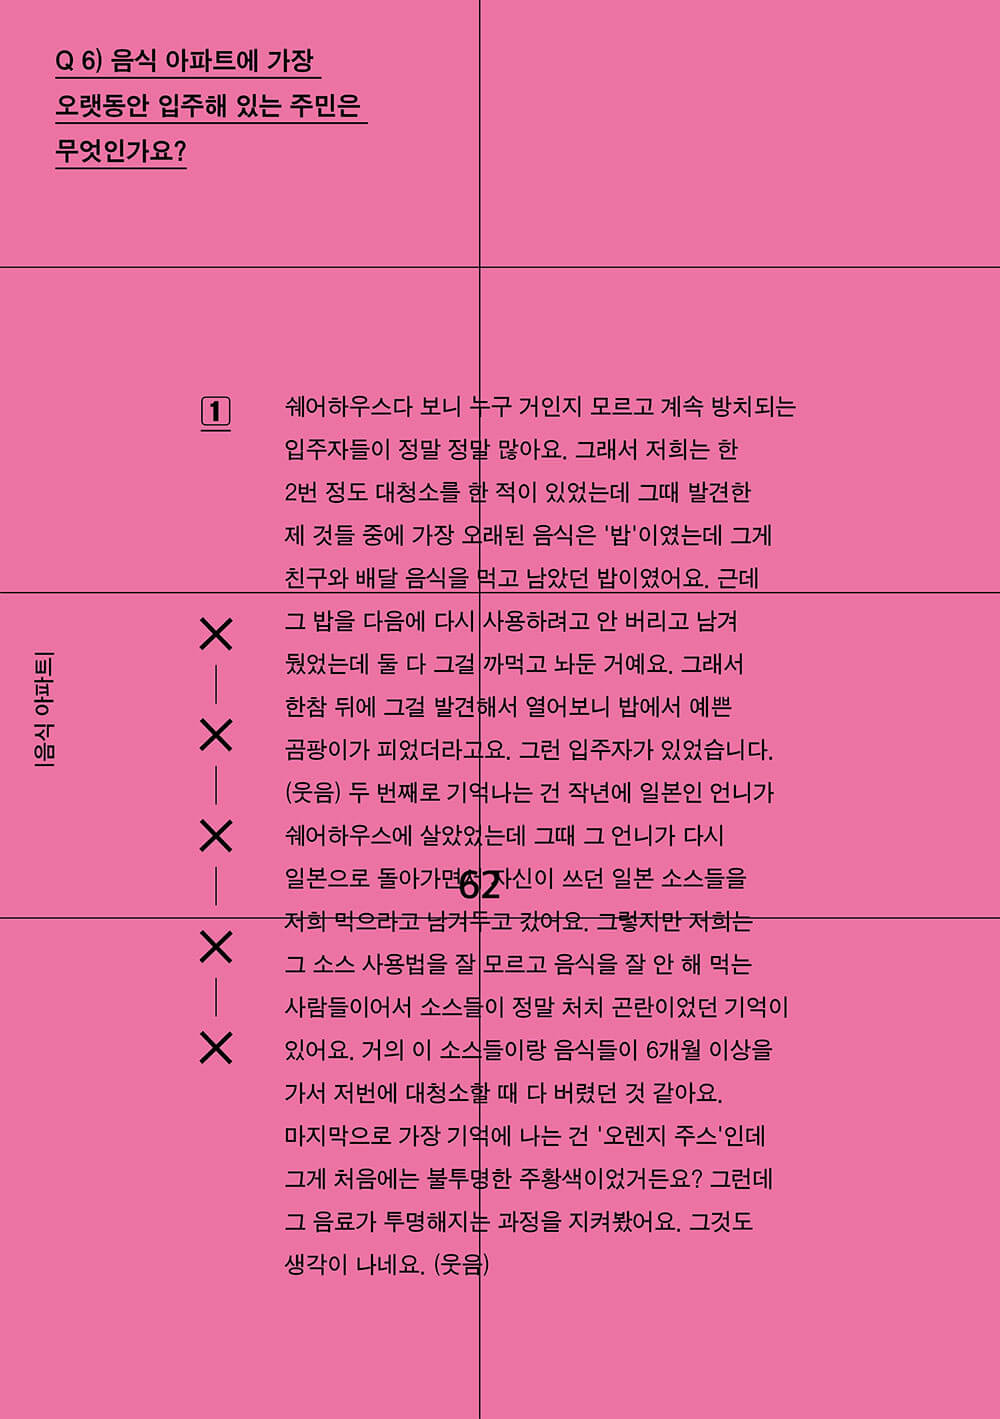 Q 6) 음식 아파트에 가장
오랫동안 입주해 있는 주민은
무엇인가요?
1
쉐어하우스다 보니 누구 거인지 모르고 계속 방치되는
입주자들이 정말 정말 많아요. 그래서 저희는 한
2번 정도 대청소를 한 적이 있었는데 그때 발견한
제 것들 중에 가장 오래된 음식은 '밥'이였는데 그게
친구와 배달 음식을 먹고 남았던 밥이였어요. 근데
그 밥을 다음에 다시 사용하려고 안 버리고 남겨
뒀었는데 둘 다 그걸 까먹고 놔둔 거예요. 그래서
한참 뒤에 그걸 발견해서 열어보니 밥에서 예쁜
곰팡이가 피었더라고요. 그런 입주자가 있었습니다.
(웃음) 두 번째로 기억나는 건 작년에 일본인 언니가
쉐어하우스에 살았었는데 그때 그 언니가 다시
일본으로 돌아가면서 자신이 쓰던 일본 소스들을
저희 먹으라고 남겨두고 갔어요. 그렇지만 저희는
그 소스 사용법을 잘 모르고 음식을 잘 안 해 먹는
사람들이어서 소스들이 정말 처치 곤란이었던 기억이
있어요. 거의 이 소스들이랑 음식들이 6개월 이상을
가서 저번에 대청소할 때 다 버렸던 것 같아요.
마지막으로 가장 기억에 나는 건 '오렌지 주스'인데
그게 처음에는 불투명한 주황색이었거든요? 그런데
그 음료가 투명해지는 과정을 지켜봤어요. 그것도
생각이 나네요. (웃음)
|음식 아파트|
62